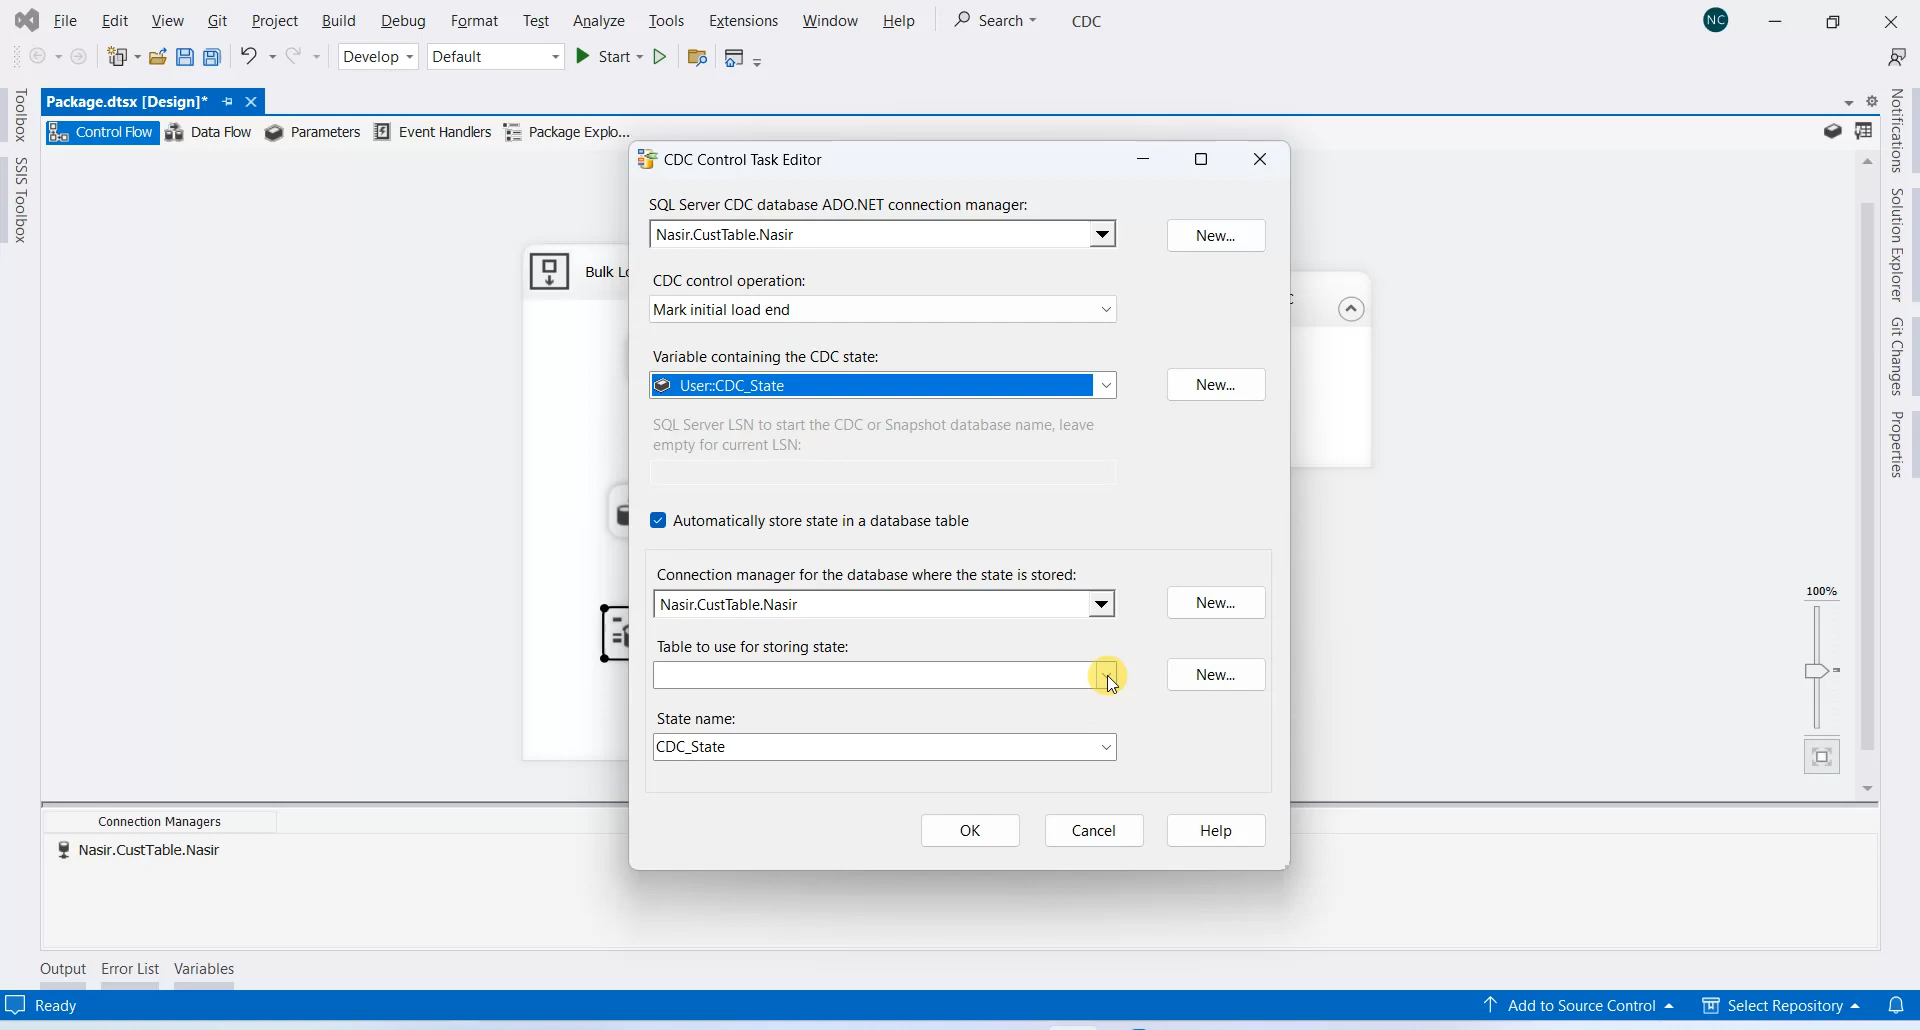 File Edit View Git Project Build Debug Format Test Analyze Tools Extensions Window Help Search CDC NC
Develop Default Start
Package.dtsx [Design]*
Control Flow Data Flow Parameters Event Handlers Package Explo...
Toolbox
SSIS Toolbox
Notifications
Solution Explorer
Git Changes
Properties
Bulk Lo
CDC Control Task Editor
SQL Server CDC database ADO.NET connection manager:
Nasir.CustTable.Nasir New...
CDC control operation:
Mark initial load end
Variable containing the CDC state:
User::CDC_State New...
SQL Server LSN to start the CDC or Snapshot database name, leave
empty for current LSN:
Automatically store state in a database table
Connection manager for the database where the state is stored:
Nasir.CustTable.Nasir New...
Table to use for storing state:
New...
State name:
CDC_State
OK Cancel Help
100%
Connection Managers
Nasir.CustTable.Nasir
Output Error List Variables
Ready Add to Source Control Select Repository